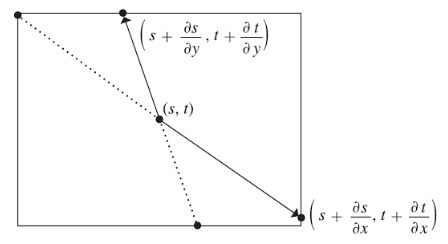 (s + ∂s/∂y, t + ∂t/∂y)
(s, t)
(s + ∂s/∂x, t + ∂t/∂x)